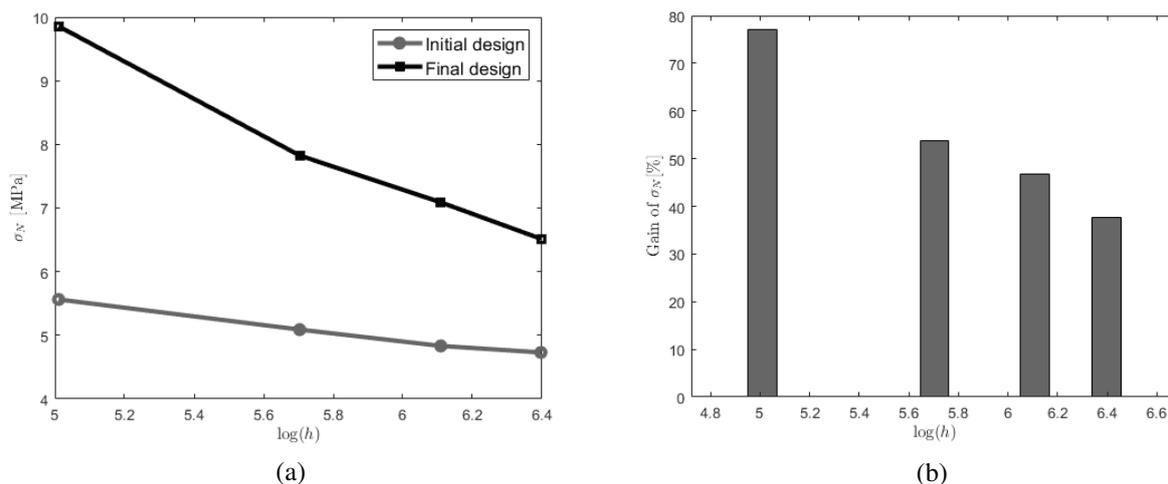 10
9
8
7
6
5
4
σ_N [MPa]
Initial design
Final design
5 5.2 5.4 5.6 5.8 6 6.2 6.4
log(h)
(a)
80
70
60
50
40
30
20
10
0
Gain of σ_N[%]
4.8 5 5.2 5.4 5.6 5.8 6 6.2 6.4 6.6
log(h)
(b)